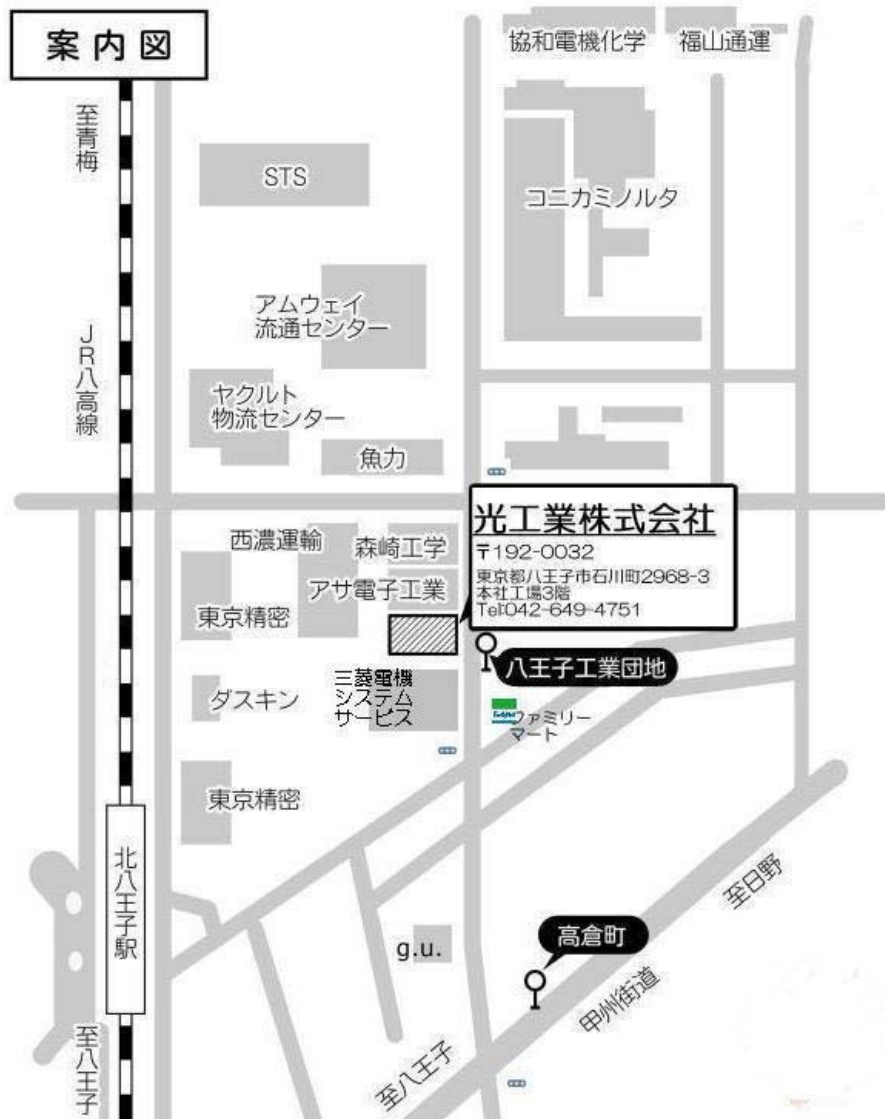 案内図
至青梅
協和電機化学
福山通運
STS
コニカミノルタ
アムウェイ
流通センター
JR八高線
ヤクルト
物流センター
魚力
西濃運輸
森崎工学
アサ電子工業
東京精密
光工業株式会社
〒192-0032
東京都八王子市石川町2968-3
本社工場3階
Tel:042-649-4751
八王子工業団地
三菱電機
システム
サービス
ダスキン
FamilyMart
ファミリー
マート
東京精密
北八王子駅
至日野
高倉町
g.u.
甲州街道
至八王子
至八王子